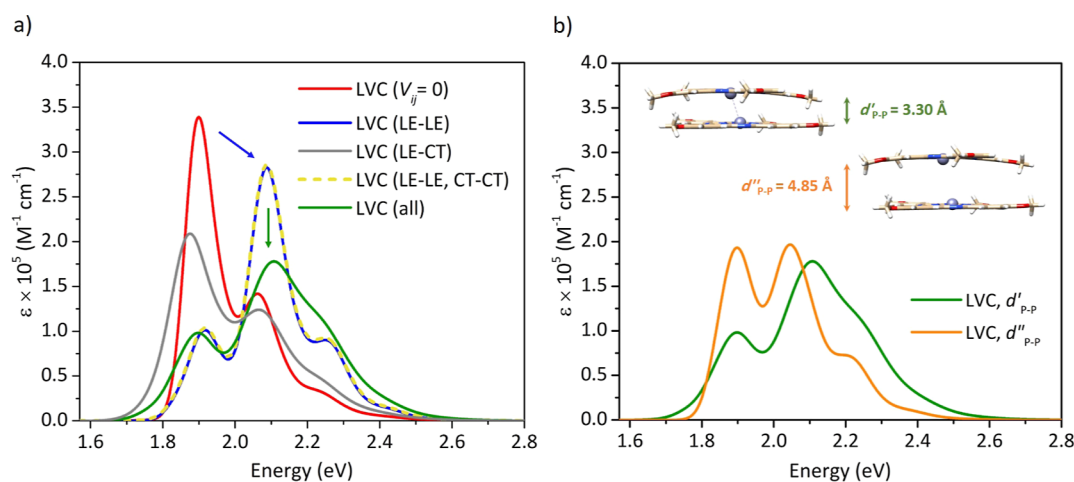 a)
4.0
3.5
3.0
2.5
2.0
1.5
1.0
0.5
0.0
ε × 10⁵ (M⁻¹ cm⁻¹)
LVC (Vᵢⱼ= 0)
LVC (LE-LE)
LVC (LE-CT)
LVC (LE-LE, CT-CT)
LVC (all)
1.6 1.8 2.0 2.2 2.4 2.6 2.8
Energy (eV)
b)
4.0
3.5
3.0
2.5
2.0
1.5
1.0
0.5
0.0
ε × 10⁵ (M⁻¹ cm⁻¹)
d'P-P = 3.30 Å
d''P-P = 4.85 Å
LVC, d'P-P
LVC, d''P-P
1.6 1.8 2.0 2.2 2.4 2.6 2.8
Energy (eV)